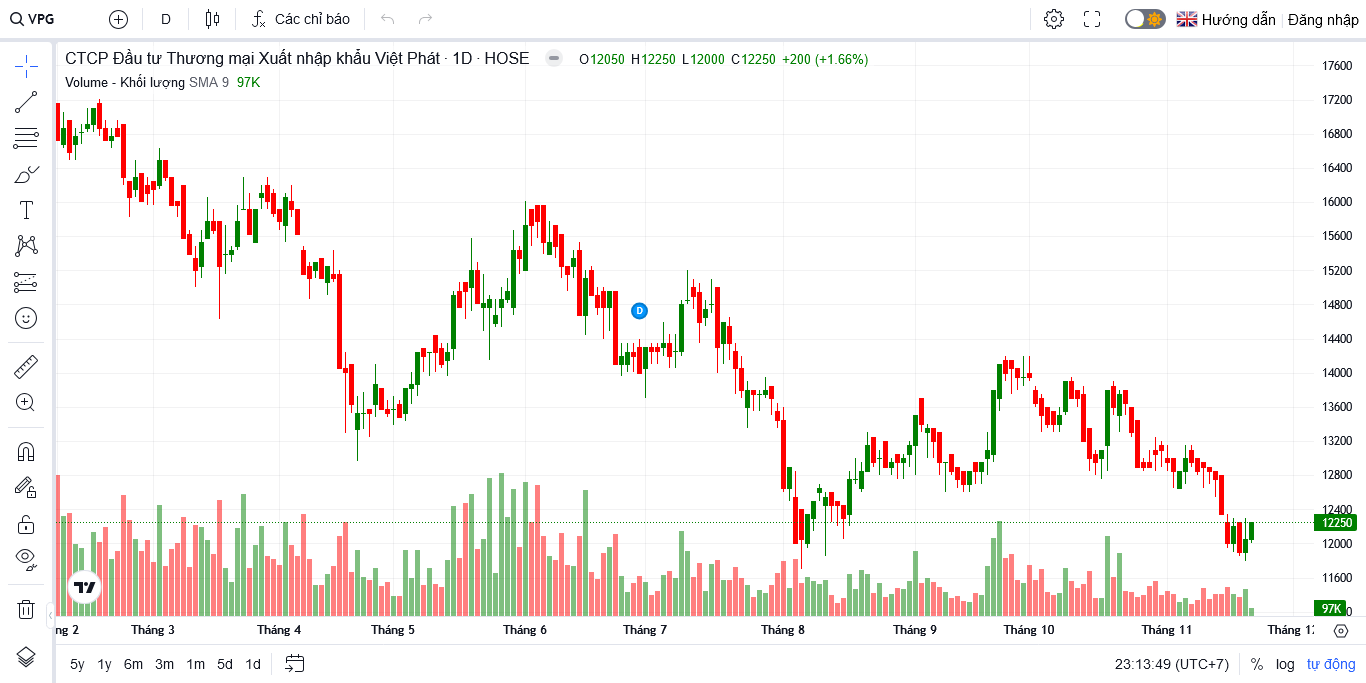 VPG D Các chỉ báo Hướng dẫn Đăng nhập
CTCP Đầu tư Thương mại Xuất nhập khẩu Việt Phát · 1D · HOSE O12050 H12250 L12000 C12250 +200 (+1.66%)
Volume - Khối lượng SMA 9 97K
17600
17200
16800
16400
16000
15600
15200
14800
D
14400
14000
13600
13200
12800
12400
12250
12000
11600
97K
ng 2 Tháng 3 Tháng 4 Tháng 5 Tháng 6 Tháng 7 Tháng 8 Tháng 9 Tháng 10 Tháng 11 Tháng 1
5y 1y 6m 3m 1m 5d 1d 23:13:49 (UTC+7) % log tự động